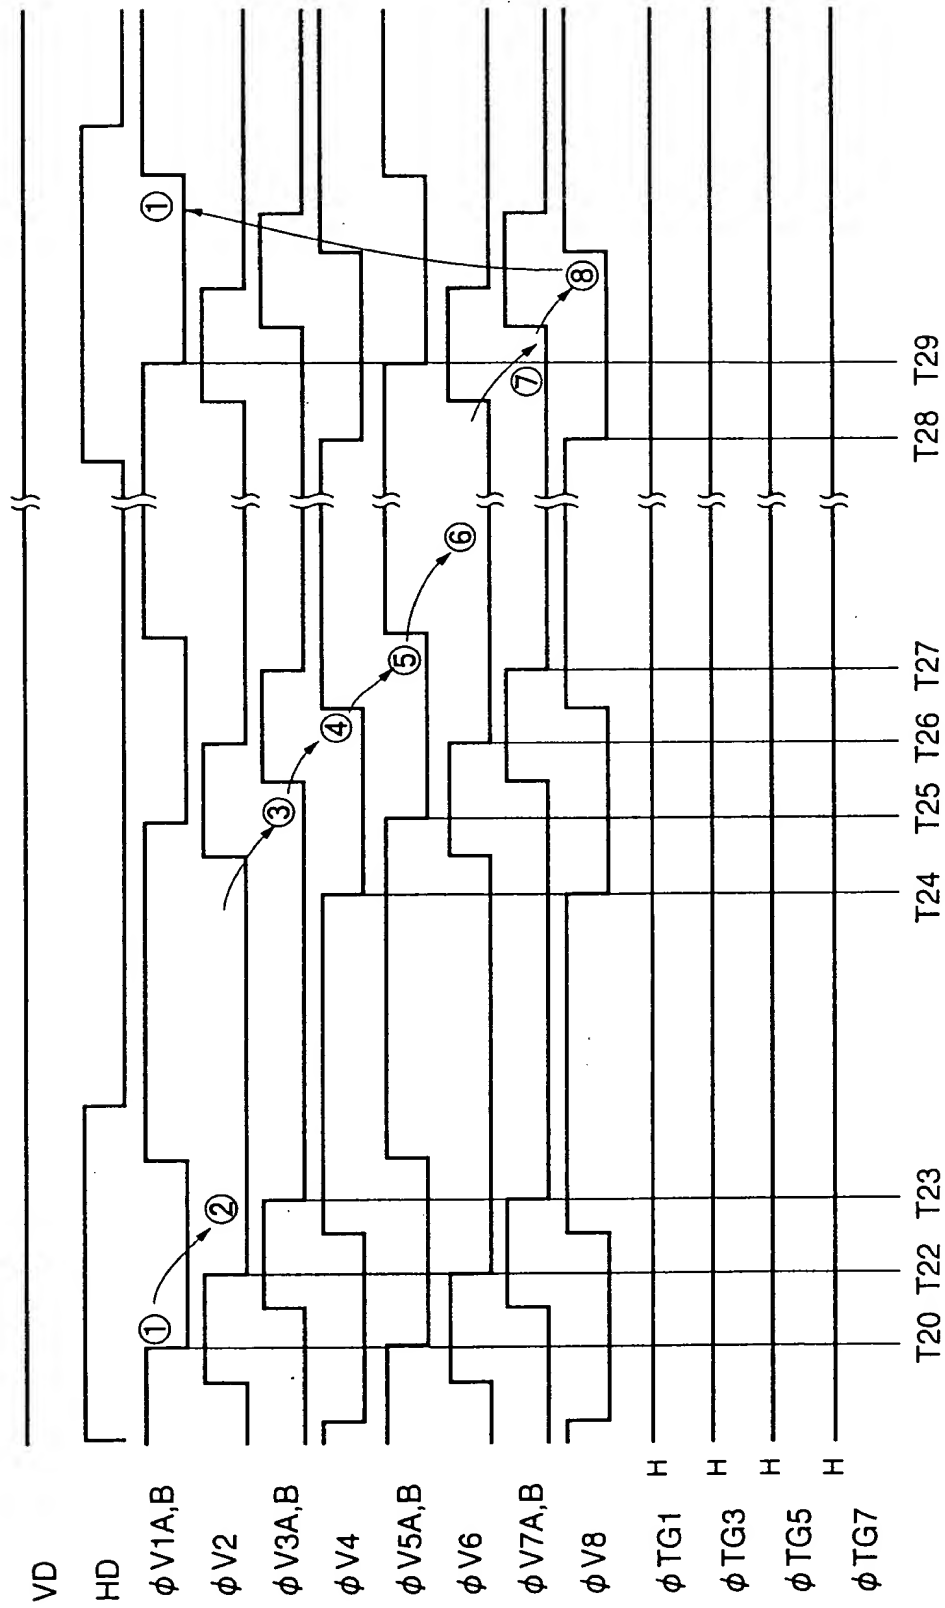 VD
HD
φV1A,B
φV2
φV3A,B
φV4
φV5A,B
φV6
φV7A,B
φV8
φTG1 H
φTG3 H
φTG5 H
φTG7 H
① ② ③ ④ ⑤ ⑥ ⑦ ⑧ ①
T20 T22 T23 T24 T25 T26 T27 T28 T29